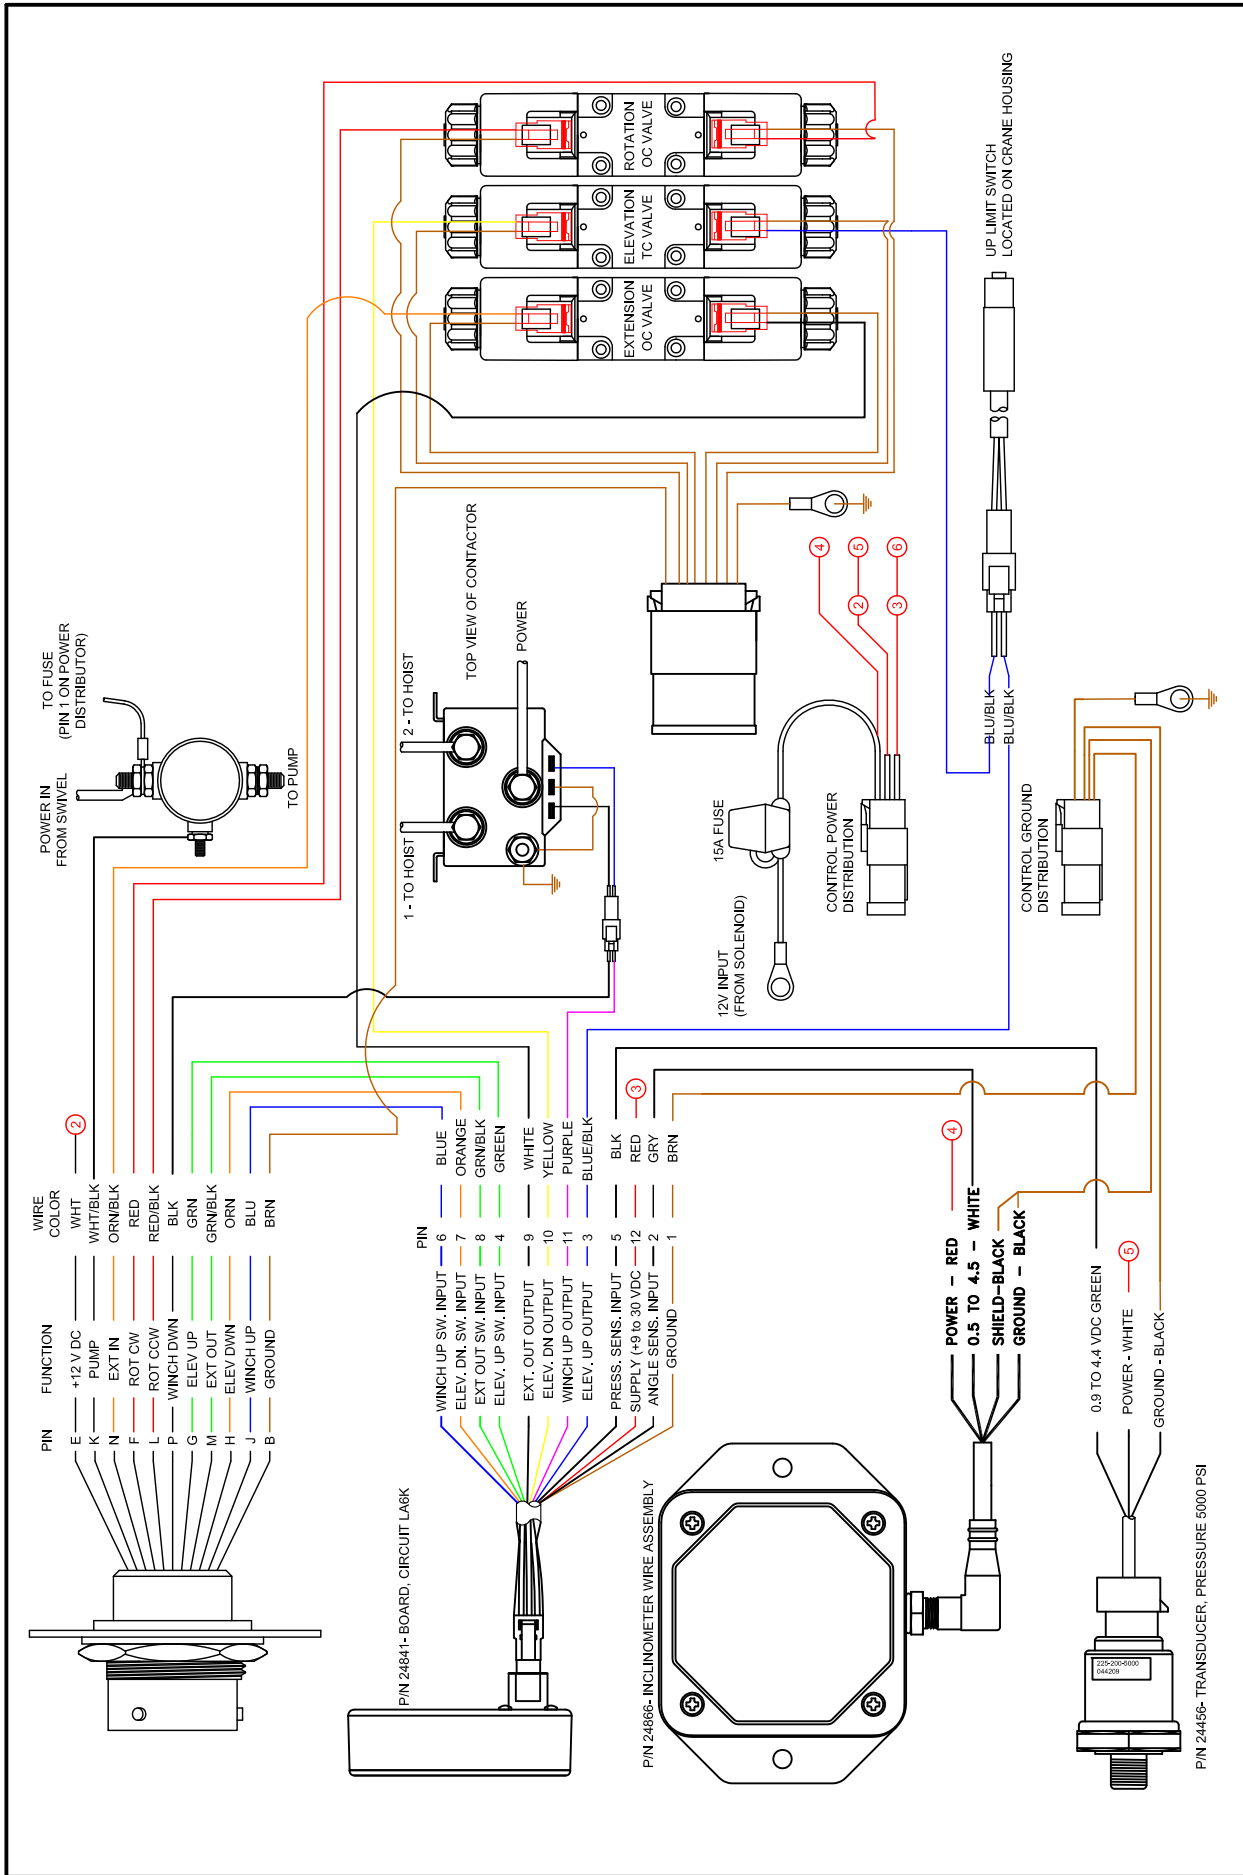 PIN
FUNCTION
WIRE
COLOR
E +12 V DC WHT 2
K PUMP WHT/BLK
N EXT IN ORN/BLK
F ROT CW RED
L ROT CCW RED/BLK
P WINCH DWN BLK
G ELEV UP GRN
M EXT OUT GRN/BLK
H ELEV DWN ORN
J WINCH UP BLU
B GROUND BRN
POWER IN
FROM SWIVEL
TO FUSE
(PIN 1 ON POWER
DISTRIBUTOR)
TO PUMP
P/N 24841- BOARD, CIRCUIT LA6K
PIN
WINCH UP SW. INPUT 6 BLUE
ELEV. DN. SW. INPUT 7 ORANGE
EXT OUT SW. INPUT 8 GRN/BLK
ELEV. UP SW. INPUT 4 GREEN
EXT. OUT OUTPUT 9 WHITE
ELEV. DN OUTPUT 10 YELLOW
WINCH UP OUTPUT 11 PURPLE
ELEV. UP OUTPUT 3 BLUE/BLK
PRESS. SENS. INPUT 5 BLK
SUPPLY (+9 to 30 VDC) 12 RED 3
ANGLE SENS. INPUT 2 GRY
GROUND 1 BRN
1 - TO HOIST
2 - TO HOIST
TOP VIEW OF CONTACTOR
POWER
EXTENSION
OC VALVE
ELEVATION
TC VALVE
ROTATION
OC VALVE
12V INPUT
(FROM SOLENOID)
15A FUSE
CONTROL POWER
DISTRIBUTION
4
2 5
3 6
UP LIMIT SWITCH
LOCATED ON CRANE HOUSING
BLU/BLK
BLU/BLK
CONTROL GROUND
DISTRIBUTION
P/N 24866- INCLINOMETER WIRE ASSEMBLY
POWER - RED 4
0.5 TO 4.5 - WHITE
SHIELD-BLACK
GROUND - BLACK
P/N 24456- TRANSDUCER, PRESSURE 5000 PSI
225-200-5000
044209
0.9 TO 4.4 VDC GREEN
POWER - WHITE 5
GROUND - BLACK